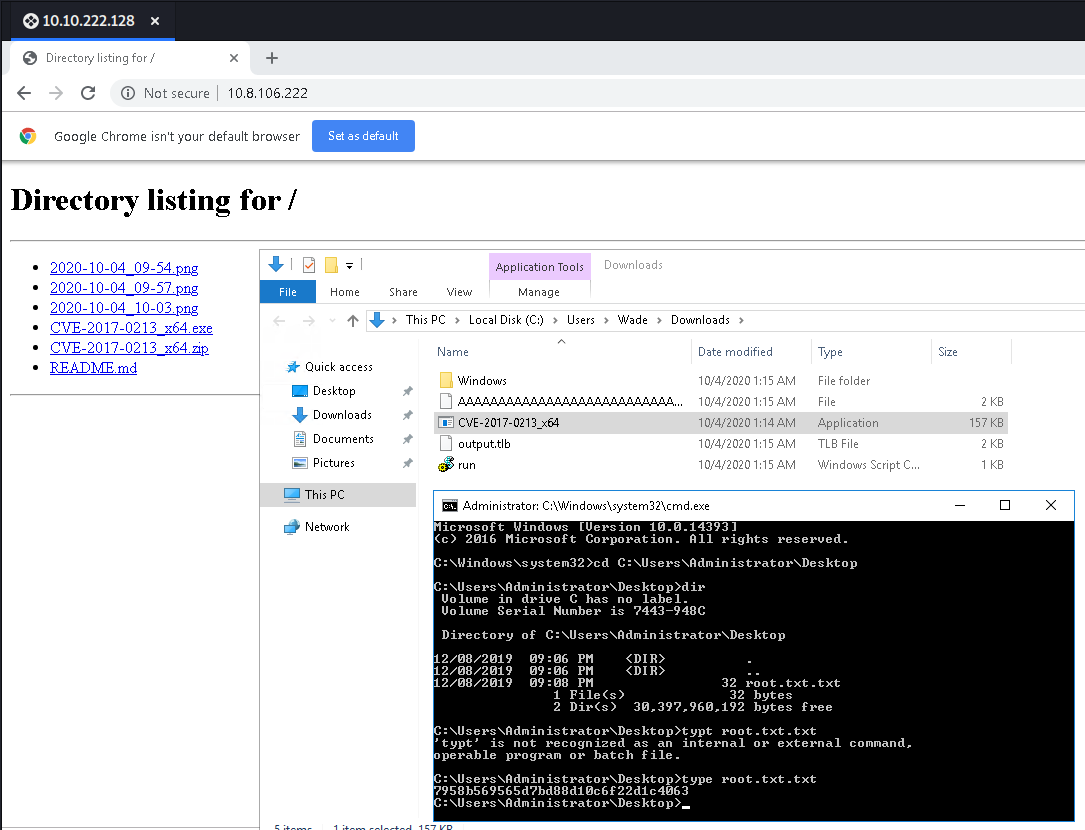 10.10.222.128
Directory listing for /
Not secure 10.8.106.222
Google Chrome isn't your default browser Set as default
Directory listing for /
2020-10-04_09-54.png
2020-10-04_09-57.png
2020-10-04_10-03.png
CVE-2017-0213_x64.exe
CVE-2017-0213_x64.zip
README.md
Application Tools Downloads
File Home Share View Manage
This PC > Local Disk (C:) > Users > Wade > Downloads >
Name Date modified Type Size
Quick access
Desktop
Downloads
Documents
Pictures
This PC
Network
Windows 10/4/2020 1:15 AM File folder
AAAAAAAAAAAAAAAAAAAAAAAAAAA... 10/4/2020 1:15 AM File 2 KB
CVE-2017-0213_x64 10/4/2020 1:14 AM Application 157 KB
output.tlb 10/4/2020 1:15 AM TLB File 2 KB
run 10/4/2020 1:15 AM Windows Script C... 1 KB
Administrator: C:\Windows\system32\cmd.exe
Microsoft Windows [Version 10.0.14393]
(c) 2016 Microsoft Corporation. All rights reserved.
C:\Windows\system32>cd C:\Users\Administrator\Desktop
C:\Users\Administrator\Desktop>dir
Volume in drive C has no label.
Volume Serial Number is 7443-948C
Directory of C:\Users\Administrator\Desktop
12/08/2019 09:06 PM <DIR> .
12/08/2019 09:06 PM <DIR> ..
12/08/2019 09:08 PM 32 root.txt.txt
1 File(s) 32 bytes
2 Dir(s) 30,397,960,192 bytes free
C:\Users\Administrator\Desktop>typt root.txt.txt
'typt' is not recognized as an internal or external command,
operable program or batch file.
C:\Users\Administrator\Desktop>type root.txt.txt
7958b569565d7bd88d10c6f22d1c4063
C:\Users\Administrator\Desktop>
5 items 1 item selected 157 KB